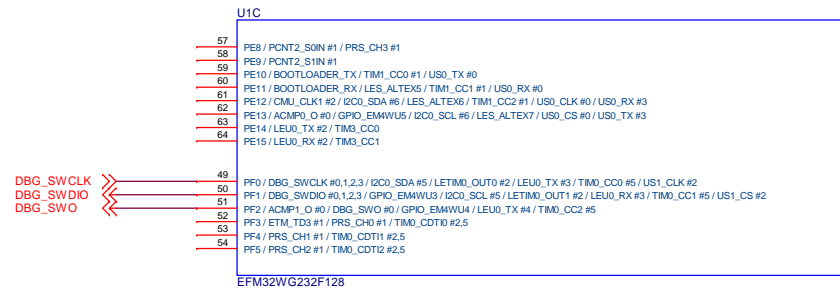 U1C
57 PE8 / PCNT2_S0IN #1 / PRS_CH3 #1
58 PE9 / PCNT2_S1IN #1
59 PE10 / BOOTLOADER_TX / TIM1_CC0 #1 / US0_TX #0
60 PE11 / BOOTLOADER_RX / LES_ALTEX5 / TIM1_CC1 #1 / US0_RX #0
61 PE12 / CMU_CLK1 #2 / I2C0_SDA #6 / LES_ALTEX6 / TIM1_CC2 #1 / US0_CLK #0 / US0_RX #3
62 PE13 / ACMP0_O #0 / GPIO_EM4WU5 / I2C0_SCL #6 / LES_ALTEX7 / US0_CS #0 / US0_TX #3
63 PE14 / LEU0_TX #2 / TIM3_CC0
64 PE15 / LEU0_RX #2 / TIM3_CC1
DBG_SWCLK 49 PF0 / DBG_SWCLK #0,1,2,3 / I2C0_SDA #5 / LETIM0_OUT0 #2 / LEU0_TX #3 / TIM0_CC0 #5 / US1_CLK #2
DBG_SWDIO 50 PF1 / DBG_SWDIO #0,1,2,3 / GPIO_EM4WU3 / I2C0_SCL #5 / LETIM0_OUT1 #2 / LEU0_RX #3 / TIM0_CC1 #5 / US1_CS #2
DBG_SWO 51 PF2 / ACMP1_O #0 / DBG_SWO #0 / GPIO_EM4WU4 / LEU0_TX #4 / TIM0_CC2 #5
52 PF3 / ETM_TD3 #1 / PRS_CH0 #1 / TIM0_CDTI0 #2,5
53 PF4 / PRS_CH1 #1 / TIM0_CDTI1 #2,5
54 PF5 / PRS_CH2 #1 / TIM0_CDTI2 #2,5
EFM32WG232F128